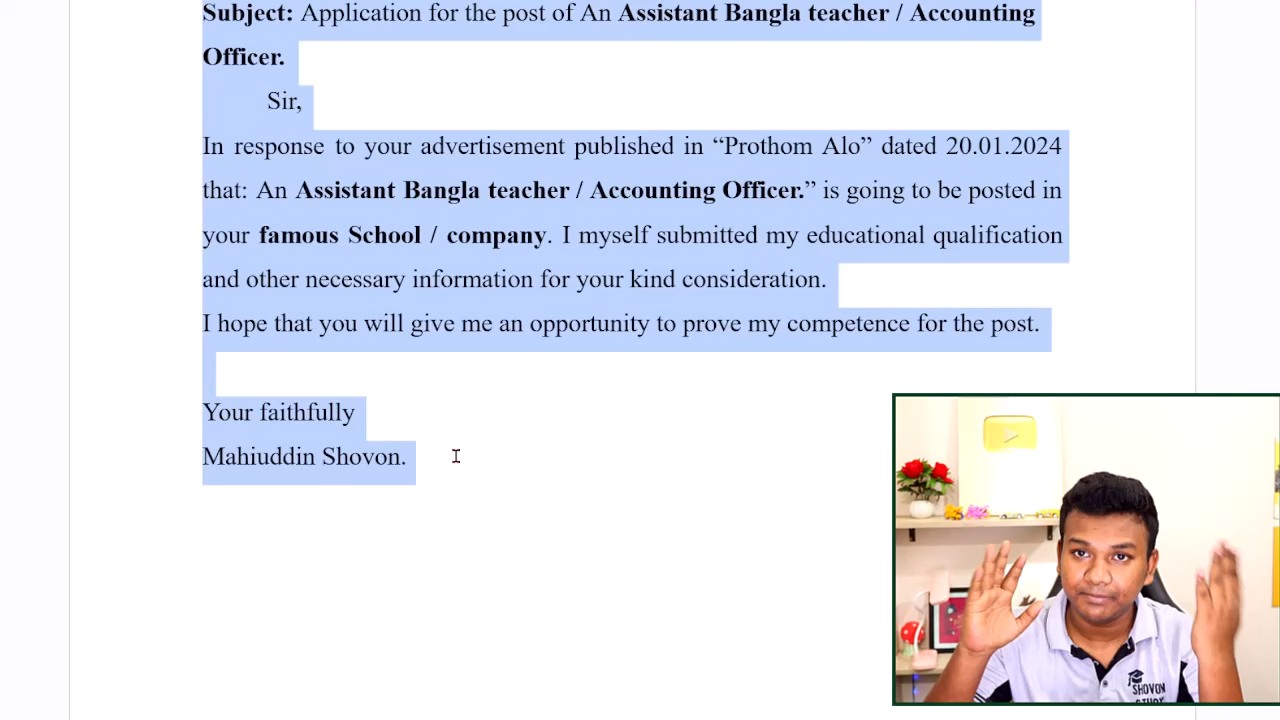 Subject: Application for the post of An Assistant Bangla teacher / Accounting
Officer.
Sir,
In response to your advertisement published in “Prothom Alo” dated 20.01.2024
that: An Assistant Bangla teacher / Accounting Officer.” is going to be posted in
your famous School / company. I myself submitted my educational qualification
and other necessary information for your kind consideration.
I hope that you will give me an opportunity to prove my competence for the post.
Your faithfully
Mahiuddin Shovon.
SHOVON
STUDY